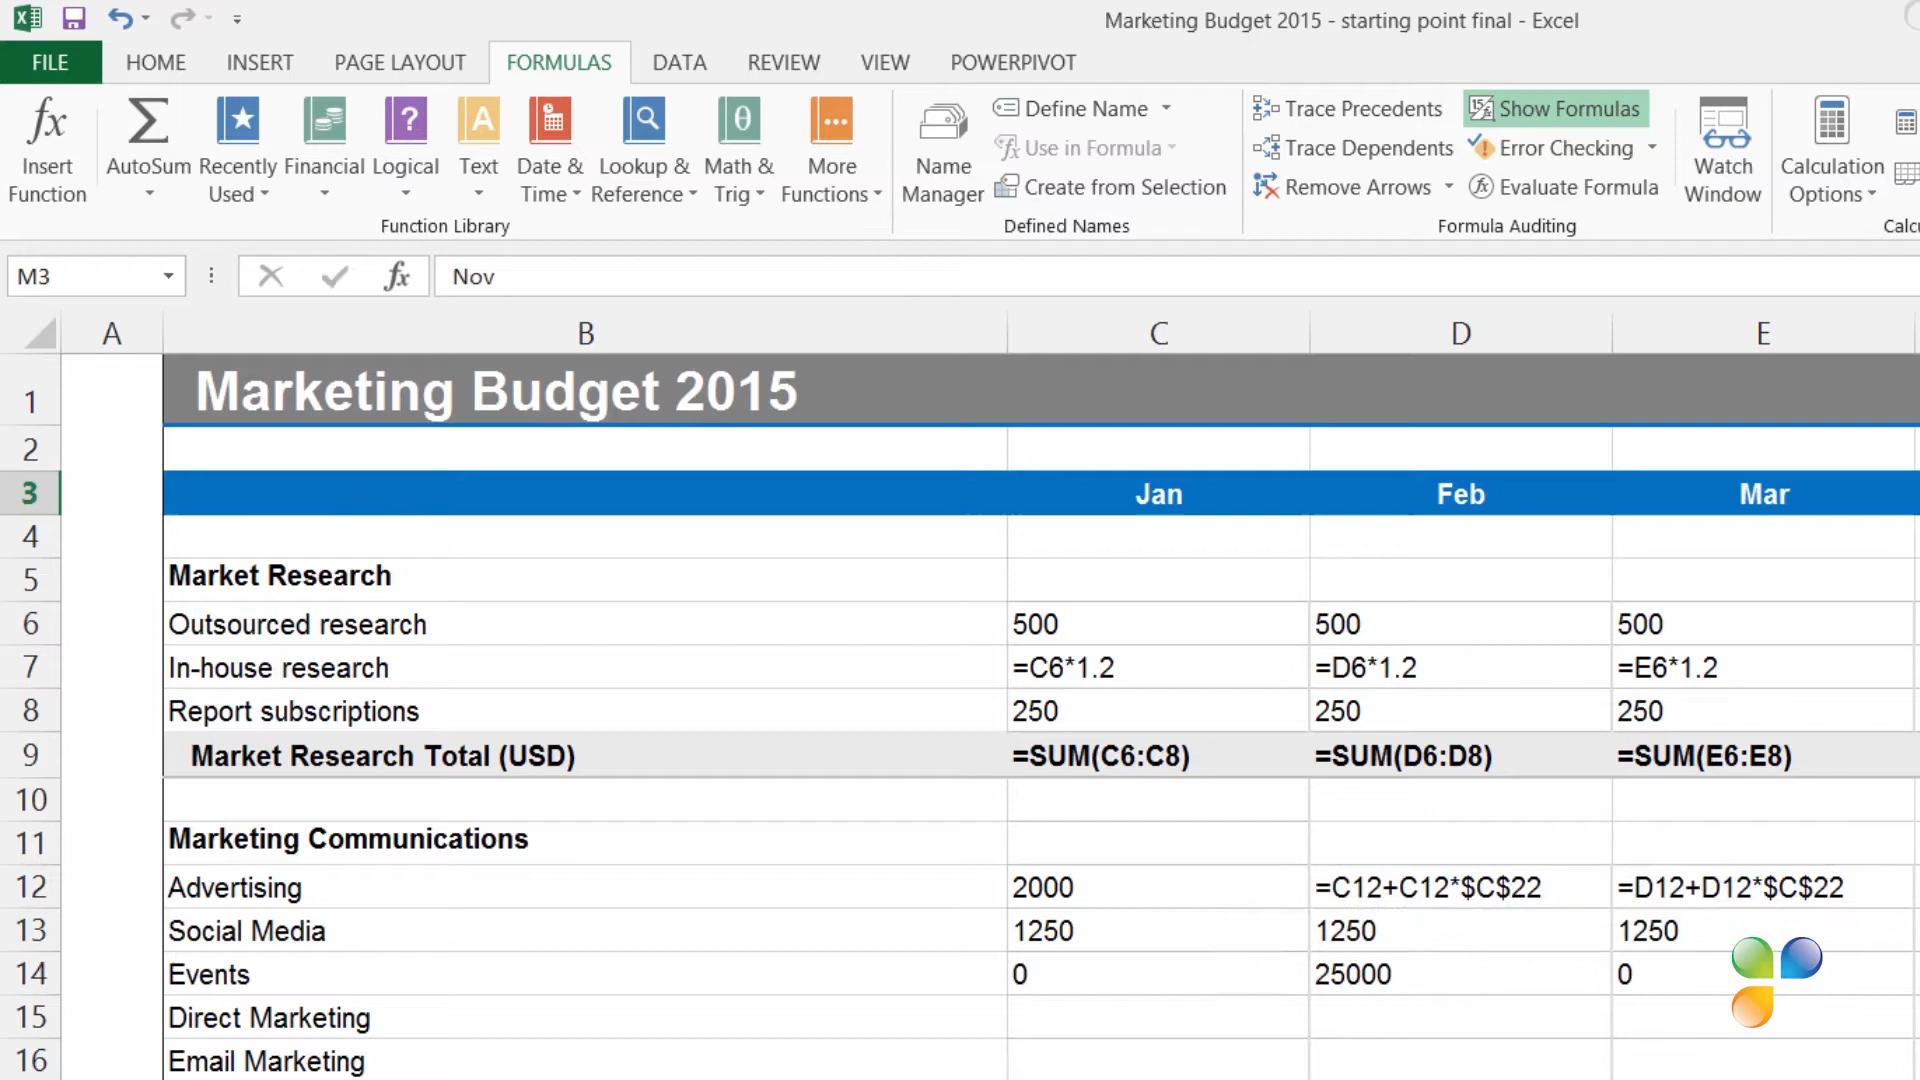 Marketing Budget 2015 - starting point final - Excel
FILE HOME INSERT PAGE LAYOUT FORMULAS DATA REVIEW VIEW POWERPIVOT
Insert Function
AutoSum
Recently Used
Financial
Logical
Text
Date & Time
Lookup & Reference
Math & Trig
More Functions
Function Library
Name Manager
Define Name
Use in Formula
Create from Selection
Defined Names
Trace Precedents
Trace Dependents
Remove Arrows
Show Formulas
Error Checking
Evaluate Formula
Formula Auditing
Watch Window
Calculation Options
Calcu
M3 fx Nov
A B C D E
1 Marketing Budget 2015
2
3 Jan Feb Mar
4
5 Market Research
6 Outsourced research 500 500 500
7 In-house research =C6*1.2 =D6*1.2 =E6*1.2
8 Report subscriptions 250 250 250
9 Market Research Total (USD) =SUM(C6:C8) =SUM(D6:D8) =SUM(E6:E8)
10
11 Marketing Communications
12 Advertising 2000 =C12+C12*$C$22 =D12+D12*$C$22
13 Social Media 1250 1250 1250
14 Events 0 25000 0
15 Direct Marketing
16 Email Marketing